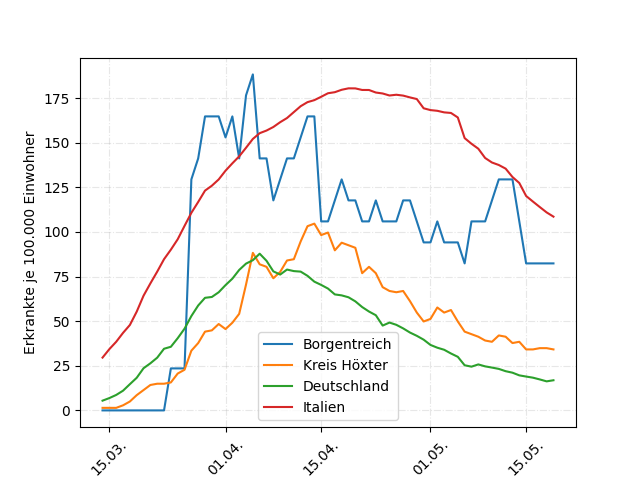 Erkrankte je 100.000 Einwohner
175
150
125
100
75
50
25
0
Borgentreich
Kreis Höxter
Deutschland
Italien
15.03.
01.04.
15.04.
01.05.
15.05.